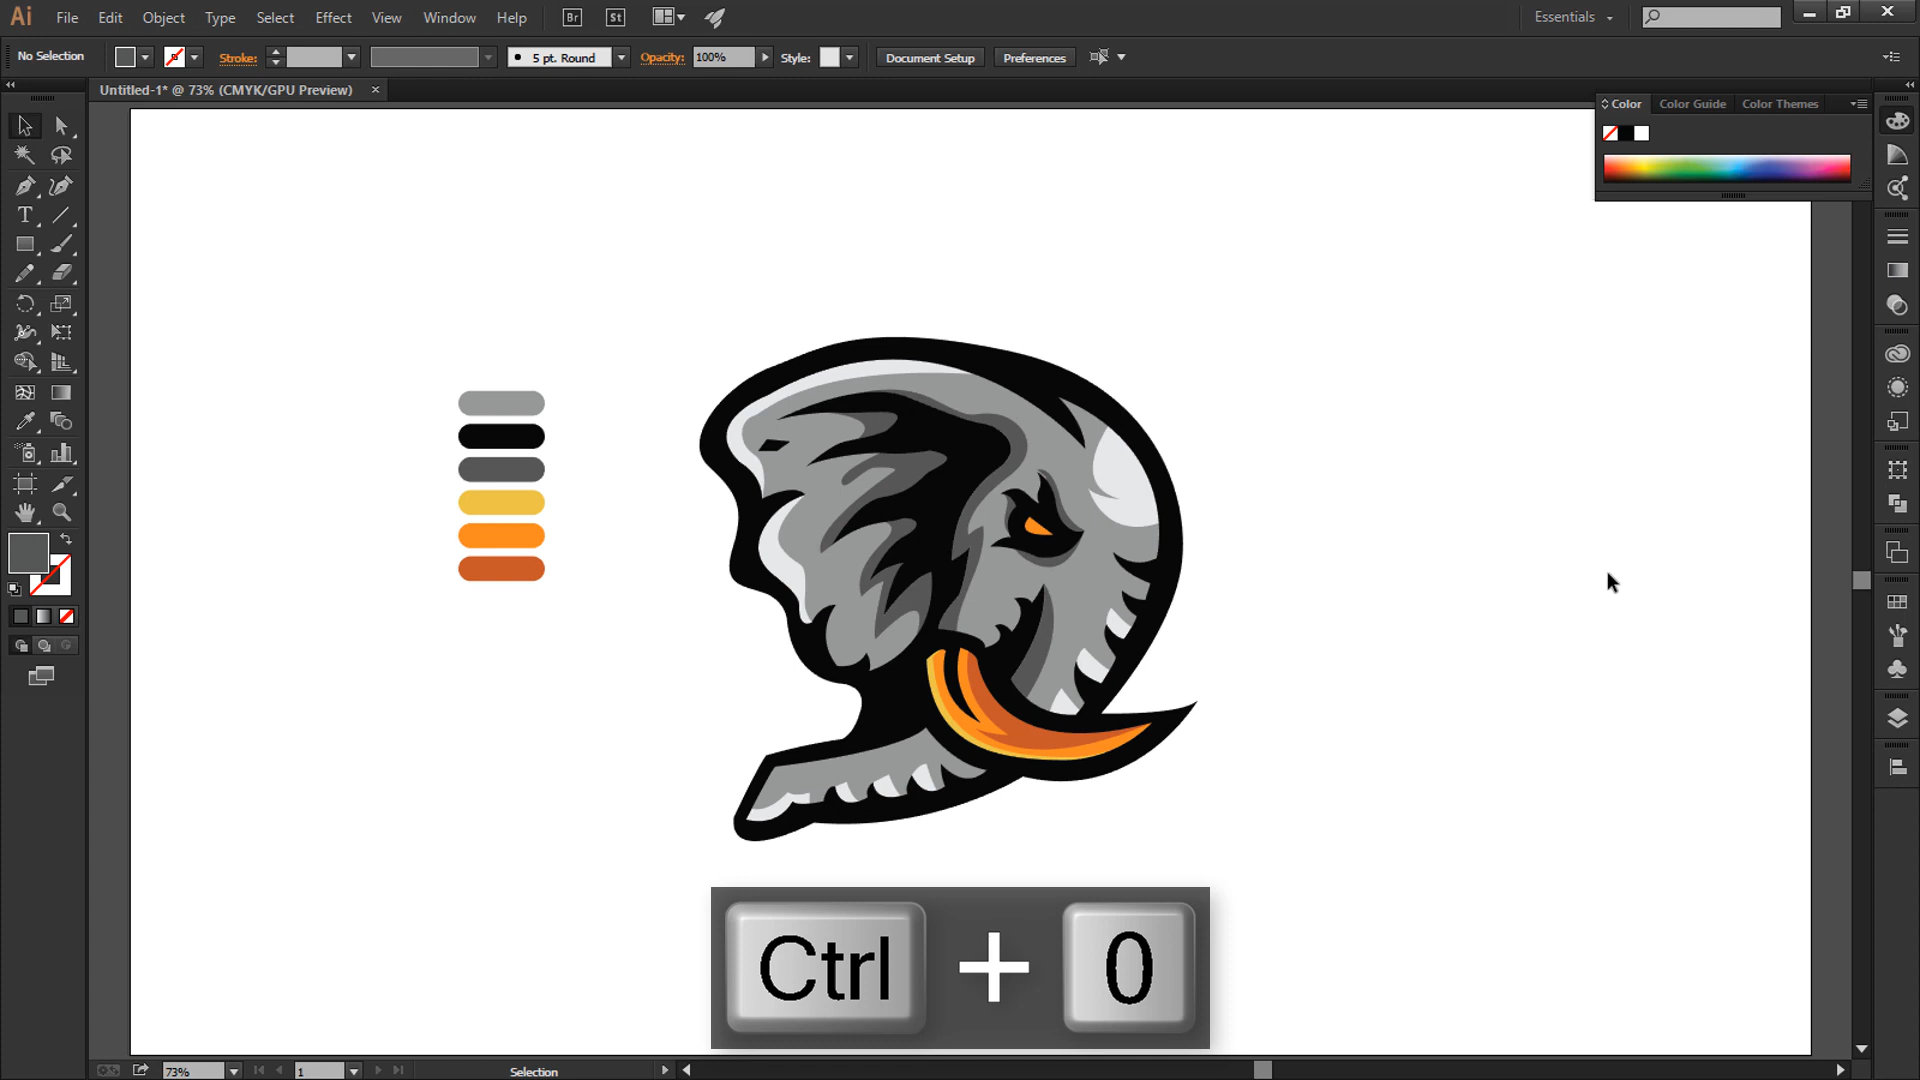 Ai File Edit Object Type Select Effect View Window Help Br St Essentials
No Selection Stroke: 5 pt. Round Opacity: 100% Style: Document Setup Preferences
Untitled-1* @ 73% (CMYK/GPU Preview)
Color Color Guide Color Themes
T
Ctrl + 0
73% 1 Selection